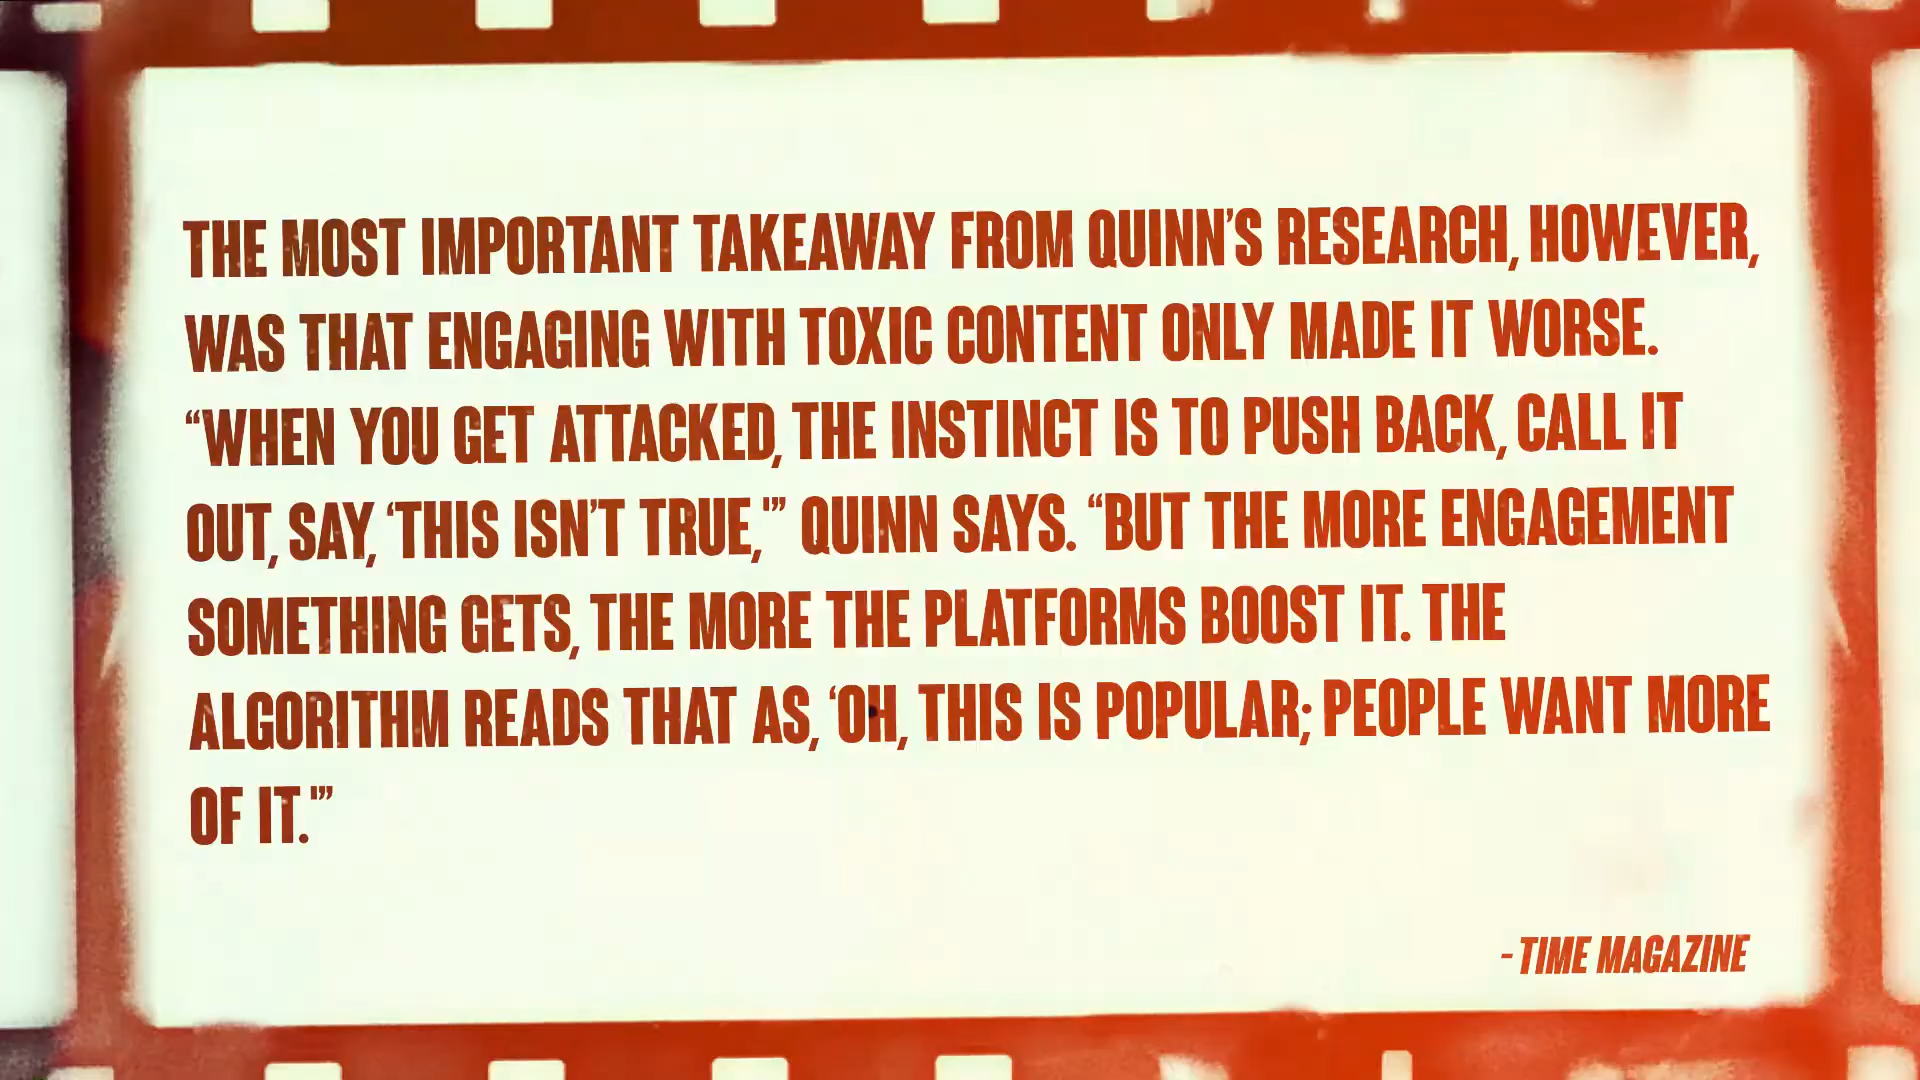 THE MOST IMPORTANT TAKEAWAY FROM QUINN’S RESEARCH, HOWEVER,
WAS THAT ENGAGING WITH TOXIC CONTENT ONLY MADE IT WORSE.
“WHEN YOU GET ATTACKED, THE INSTINCT IS TO PUSH BACK, CALL IT
OUT, SAY, ‘THIS ISN’T TRUE,'” QUINN SAYS. “BUT THE MORE ENGAGEMENT
SOMETHING GETS, THE MORE THE PLATFORMS BOOST IT. THE
ALGORITHM READS THAT AS, ‘OH, THIS IS POPULAR; PEOPLE WANT MORE
OF IT.'”
- TIME MAGAZINE